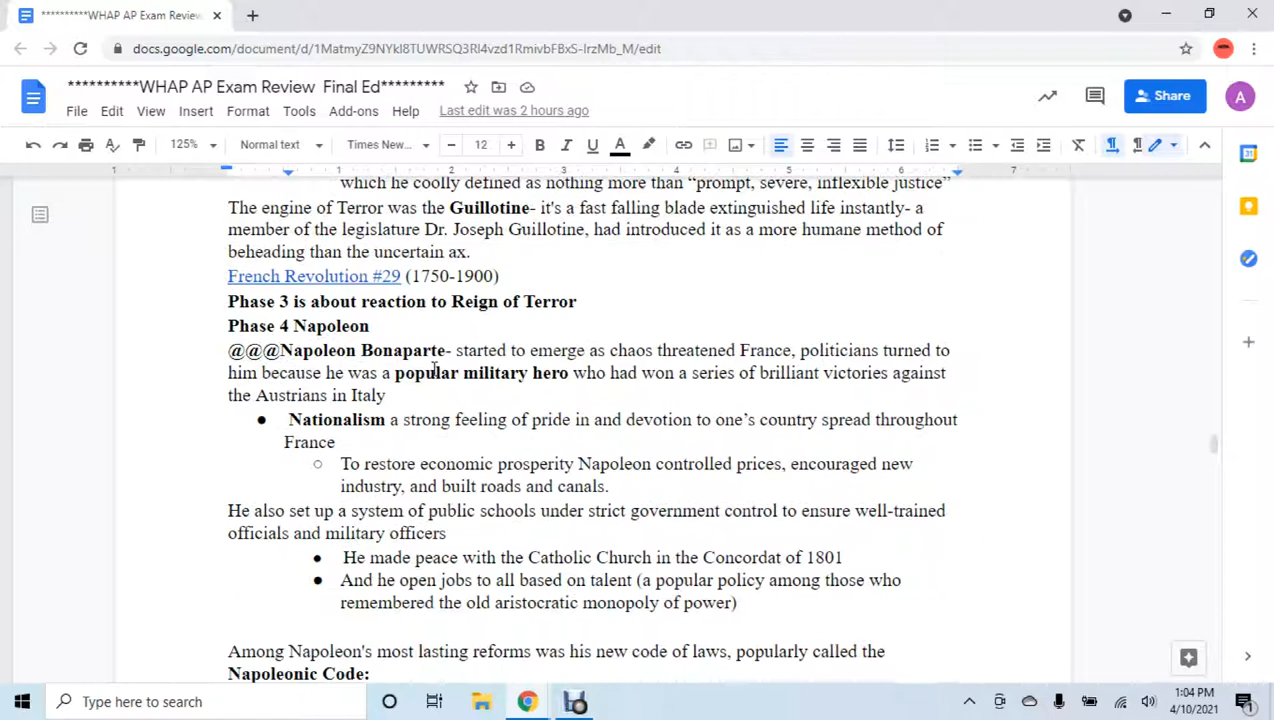 **********WHAP AP Exam Review
docs.google.com/document/d/1MatmyZ9NYkl8TUWRSQ3Rl4vzd1RmivbFBxS-IrzMb_M/edit
**********WHAP AP Exam Review Final Ed*********
File Edit View Insert Format Tools Add-ons Help Last edit was 2 hours ago
Share
A
125% Normal text Times New... 12 B I U A
1 1 2 3 4 5 6 7
which he coolly defined as nothing more than “prompt, severe, inflexible justice”
The engine of Terror was the Guillotine- it's a fast falling blade extinguished life instantly- a
member of the legislature Dr. Joseph Guillotine, had introduced it as a more humane method of
beheading than the uncertain ax.
French Revolution #29 (1750-1900)
Phase 3 is about reaction to Reign of Terror
Phase 4 Napoleon
@@@Napoleon Bonaparte- started to emerge as chaos threatened France, politicians turned to
him because he was a popular military hero who had won a series of brilliant victories against
the Austrians in Italy
● Nationalism a strong feeling of pride in and devotion to one’s country spread throughout
France
○ To restore economic prosperity Napoleon controlled prices, encouraged new
industry, and built roads and canals.
He also set up a system of public schools under strict government control to ensure well-trained
officials and military officers
● He made peace with the Catholic Church in the Concordat of 1801
● And he open jobs to all based on talent (a popular policy among those who
remembered the old aristocratic monopoly of power)
Among Napoleon's most lasting reforms was his new code of laws, popularly called the
Napoleonic Code:
Type here to search
1:04 PM
4/10/2021
1